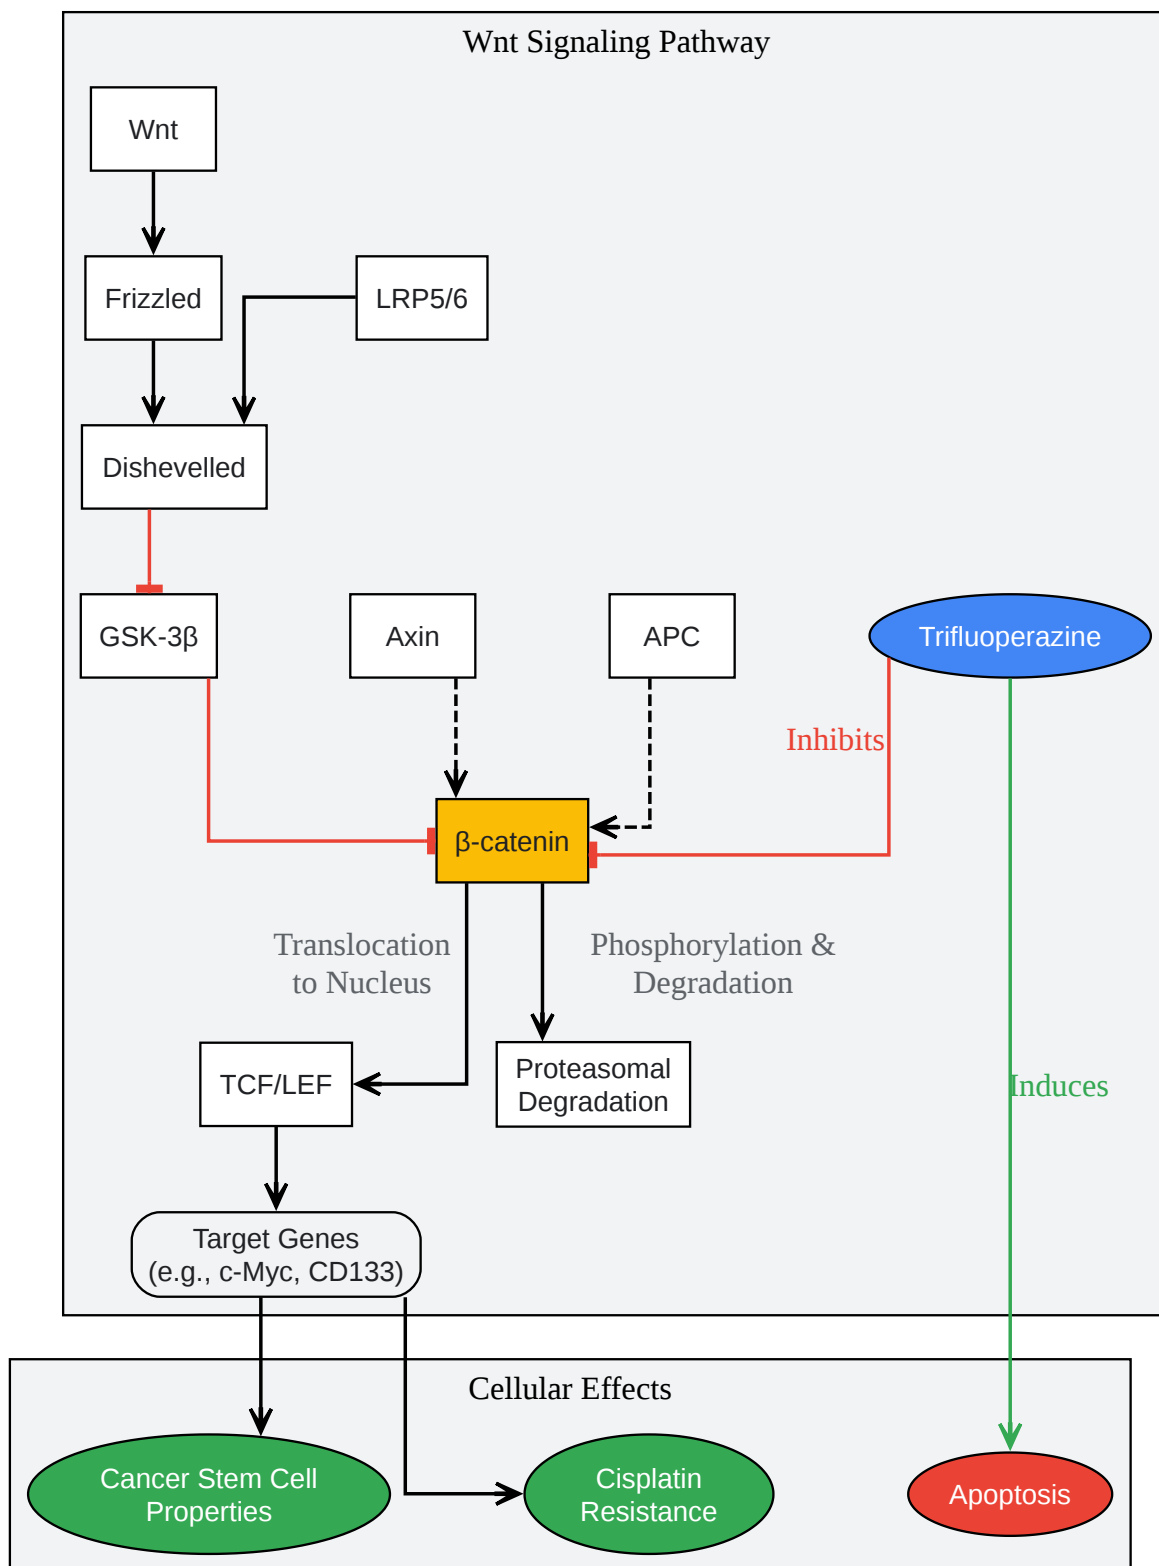 Wnt Signaling Pathway
Wnt
Frizzled
LRP5/6
Dishevelled
GSK-3β
Axin
APC
Trifluoperazine
Inhibits
β-catenin
Translocation
to Nucleus
Phosphorylation &
Degradation
TCF/LEF
Proteasomal
Degradation
Induces
Target Genes
(e.g., c-Myc, CD133)
Cellular Effects
Cancer Stem Cell
Properties
Cisplatin
Resistance
Apoptosis